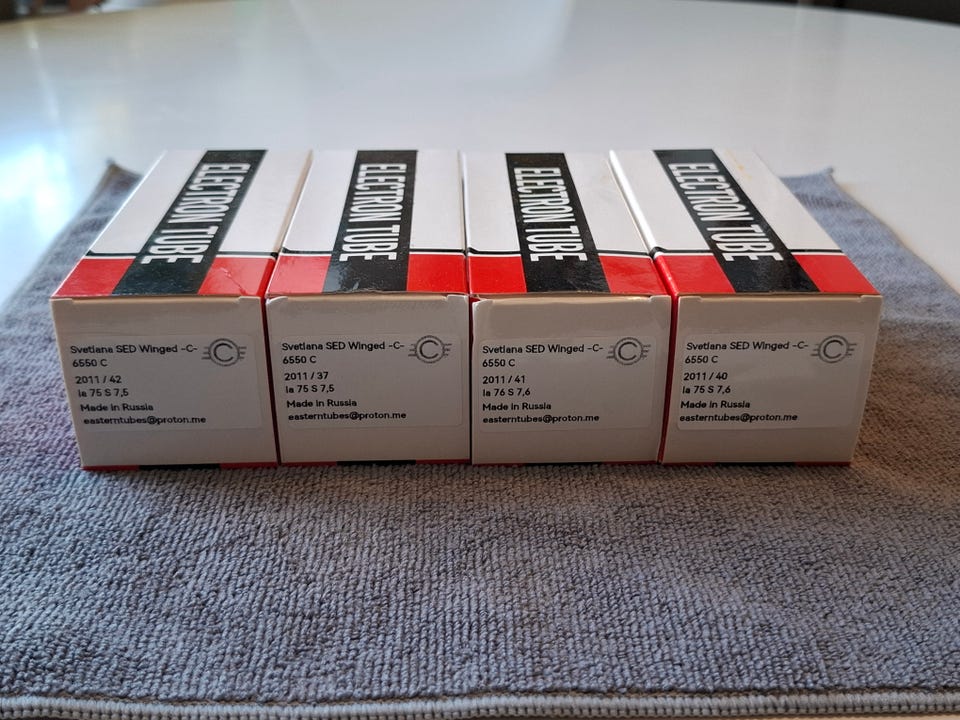 ELECTRON TUBE
ELECTRON TUBE
ELECTRON TUBE
ELECTRON TUBE
Svetlana SED Winged -C- C
6550 C
2011 / 42
Ia 75 S 7,5
Made in Russia
easterntubes@proton.me
Svetlana SED Winged -C- C
6550 C
2011 / 37
Ia 75 S 7,5
Made in Russia
easterntubes@proton.me
Svetlana SED Winged -C- C
6550 C
2011 / 41
Ia 76 S 7,6
Made in Russia
easterntubes@proton.me
Svetlana SED Winged -C- C
6550 C
2011 / 40
Ia 75 S 7,6
Made in Russia
easterntubes@proton.me